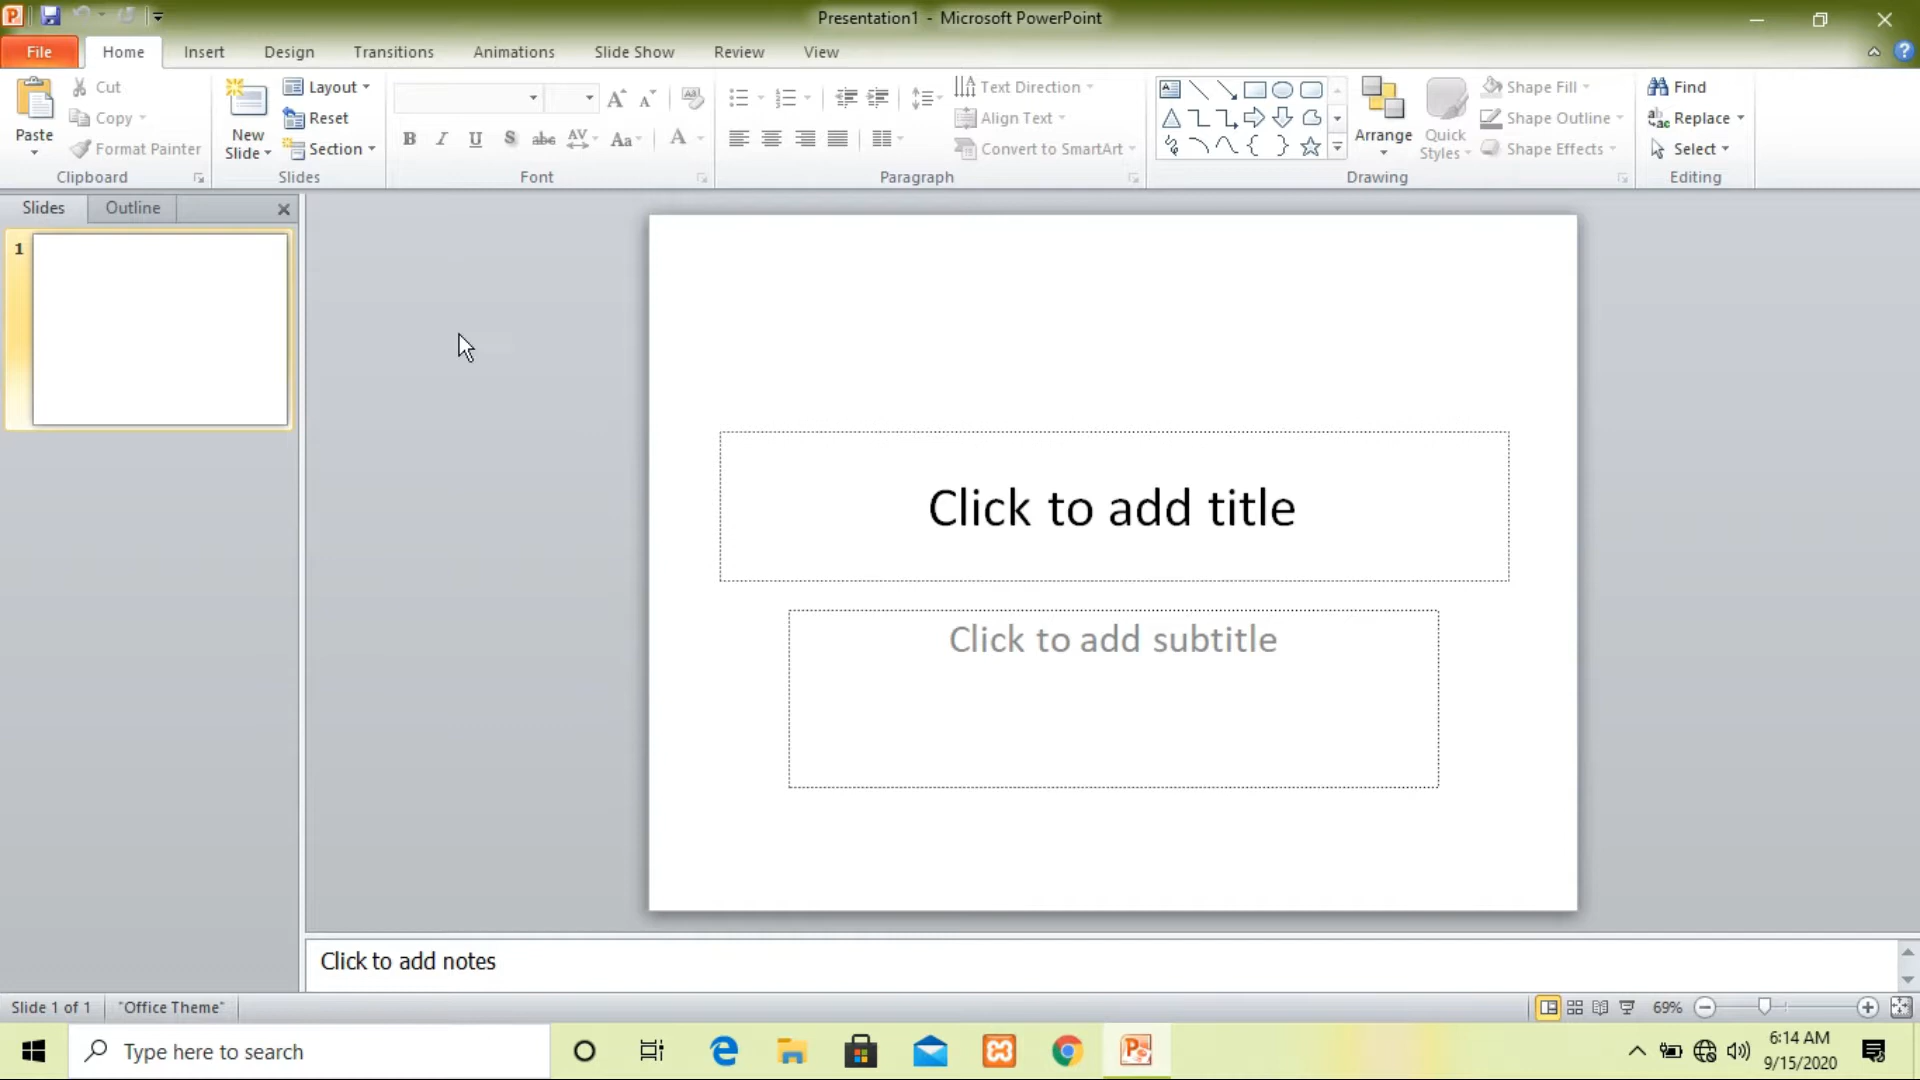 Presentation1 - Microsoft PowerPoint
File Home Insert Design Transitions Animations Slide Show Review View
Paste
Cut
Copy
Format Painter
Clipboard
New
Slide
Layout
Reset
Section
Slides
Font
Text Direction
Align Text
Convert to SmartArt
Paragraph
Arrange
Quick
Styles
Shape Fill
Shape Outline
Shape Effects
Drawing
Find
Replace
Select
Editing
Slides Outline
1
Click to add title
Click to add subtitle
Click to add notes
Slide 1 of 1 "Office Theme" 69%
Type here to search
6:14 AM
9/15/2020